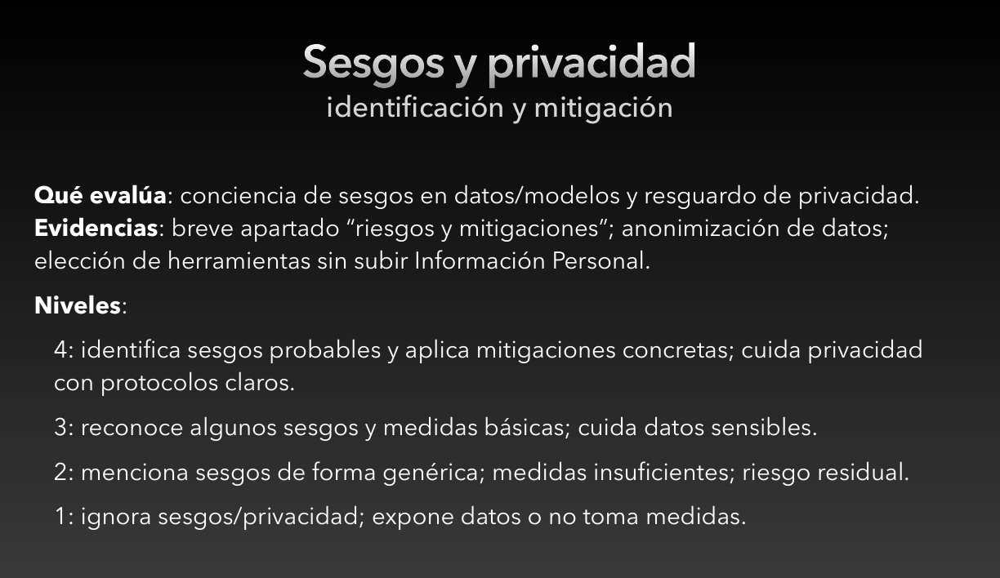 Sesgos y privacidad
identificación y mitigación
Qué evalúa: conciencia de sesgos en datos/modelos y resguardo de privacidad.
Evidencias: breve apartado “riesgos y mitigaciones”; anonimización de datos;
elección de herramientas sin subir Información Personal.
Niveles:
4: identifica sesgos probables y aplica mitigaciones concretas; cuida privacidad
con protocolos claros.
3: reconoce algunos sesgos y medidas básicas; cuida datos sensibles.
2: menciona sesgos de forma genérica; medidas insuficientes; riesgo residual.
1: ignora sesgos/privacidad; expone datos o no toma medidas.